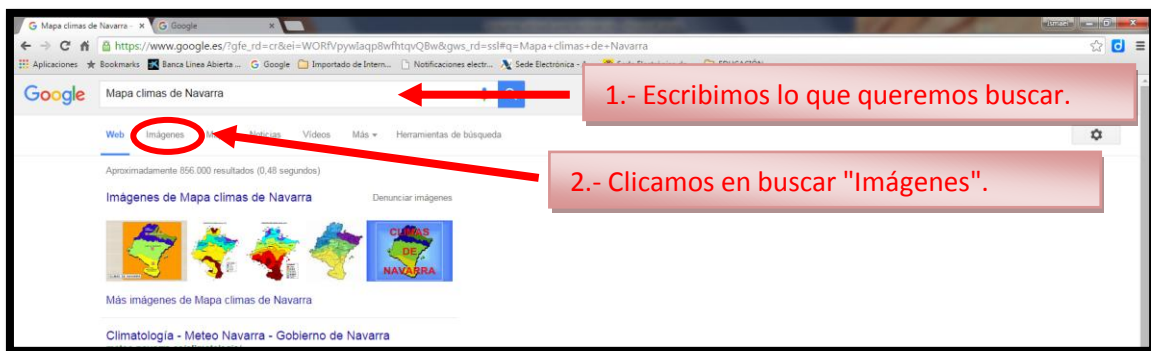 G Mapa climas de Navarra - ×
G Google ×
Ismael
https://www.google.es/?gfe_rd=cr&ei=WORfVpywIaqp8wfhtqvQBw&gws_rd=ssl#q=Mapa+climas+de+Navarra
Aplicaciones Bookmarks Banca Linea Abierta ... G Google Importado de Intern... Notificaciones electr... Sede Electrónica - A... EDUCACIÓN
Google Mapa climas de Navarra
1.- Escribimos lo que queremos buscar.
Web Imágenes Noticias Vídeos Más Herramientas de búsqueda
Aproximadamente 856.000 resultados (0,48 segundos)
2.- Clicamos en buscar "Imágenes".
Imágenes de Mapa climas de Navarra Denunciar imágenes
CLIMAS
DE
NAVARRA
Más imágenes de Mapa climas de Navarra
Climatología - Meteo Navarra - Gobierno de Navarra